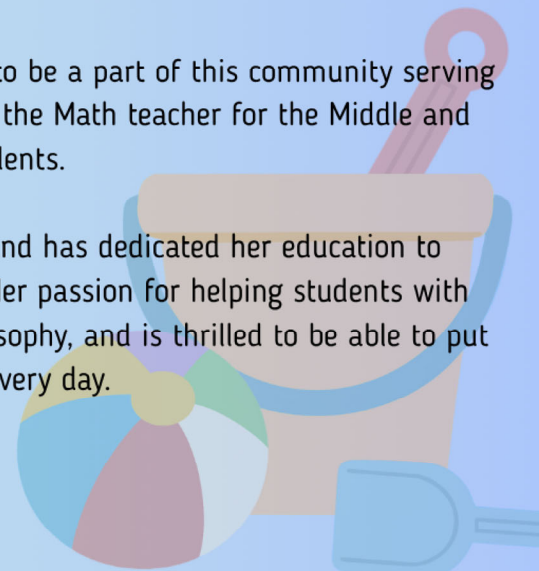 to be a part of this community serving
the Math teacher for the Middle and
dents.
nd has dedicated her education to
er passion for helping students with
sophy, and is thrilled to be able to put
very day.